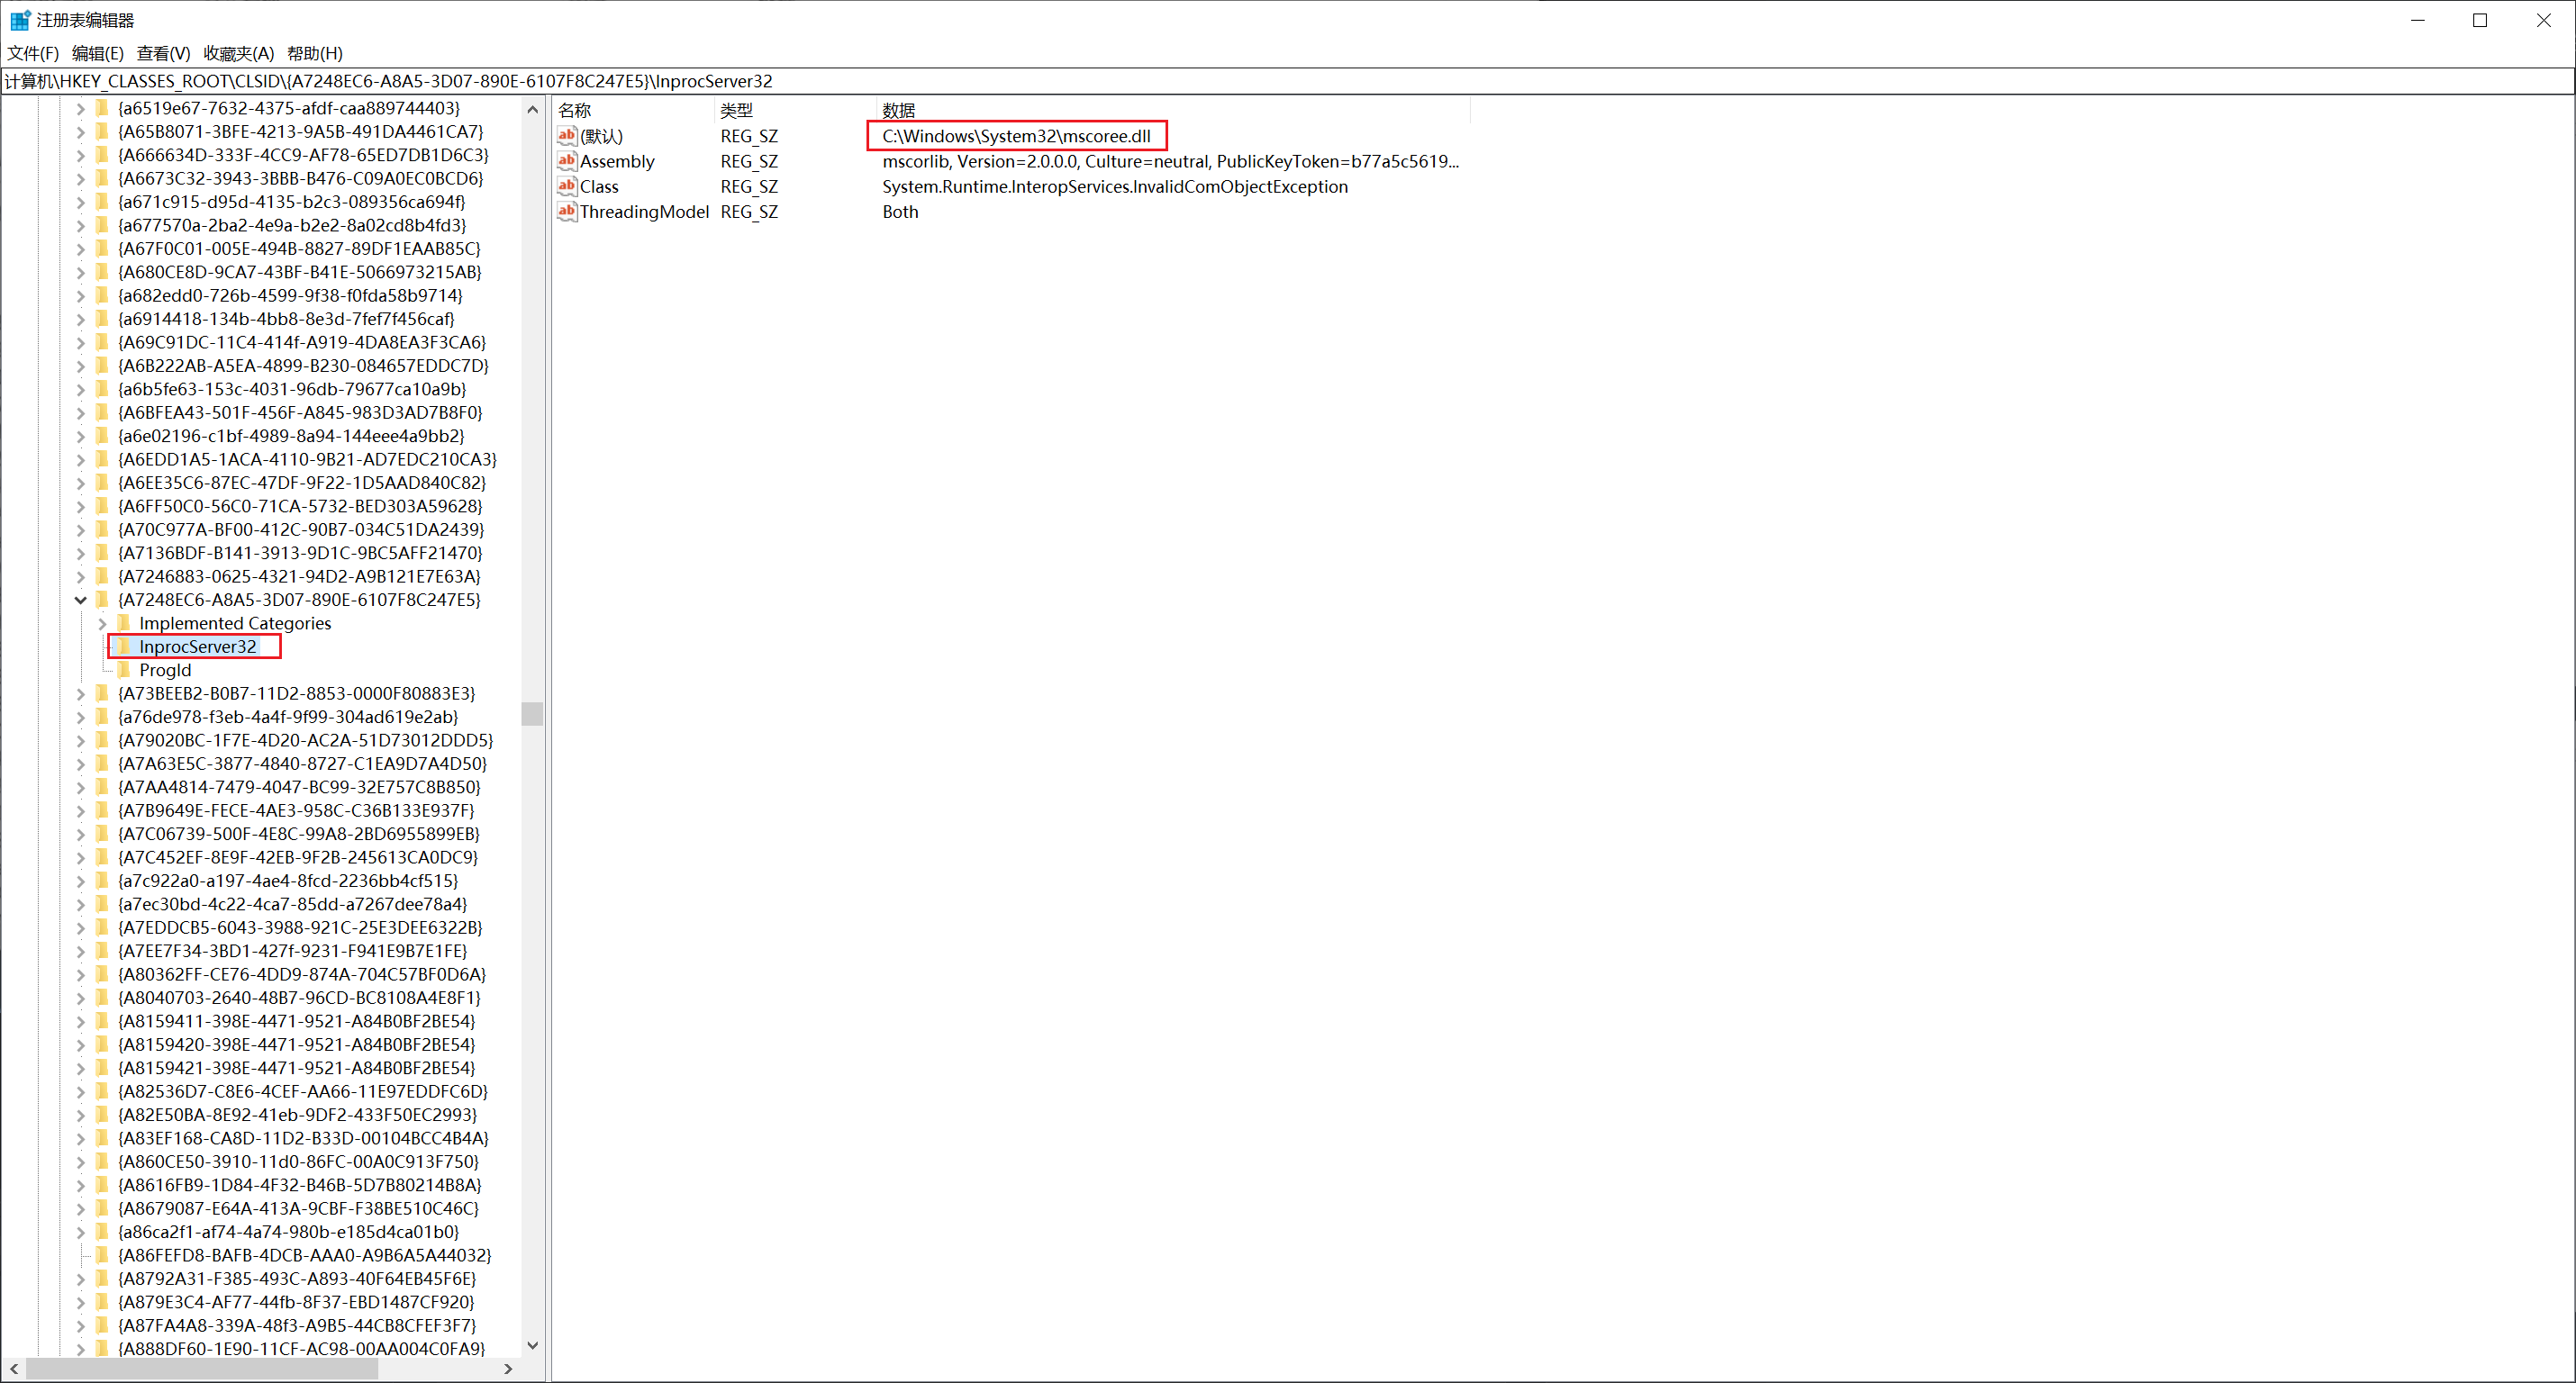 注册表编辑器
文件(F) 编辑(E) 查看(V) 收藏夹(A) 帮助(H)
计算机\HKEY_CLASSES_ROOT\CLSID\{A7248EC6-A8A5-3D07-890E-6107F8C247E5}\InprocServer32
{a6519e67-7632-4375-afdf-caa889744403}
{A65B8071-3BFE-4213-9A5B-491DA4461CA7}
{A666634D-333F-4CC9-AF78-65ED7DB1D6C3}
{A6673C32-3943-3BBB-B476-C09A0EC0BCD6}
{a671c915-d95d-4135-b2c3-089356ca694f}
{a677570a-2ba2-4e9a-b2e2-8a02cd8b4fd3}
{A67F0C01-005E-494B-8827-89DF1EAAB85C}
{A680CE8D-9CA7-43BF-B41E-5066973215AB}
{a682edd0-726b-4599-9f38-f0fda58b9714}
{a6914418-134b-4bb8-8e3d-7fef7f456caf}
{A69C91DC-11C4-414f-A919-4DA8EA3F3CA6}
{A6B222AB-A5EA-4899-B230-084657EDDC7D}
{a6b5fe63-153c-4031-96db-79677ca10a9b}
{A6BFEA43-501F-456F-A845-983D3AD7B8F0}
{a6e02196-c1bf-4989-8a94-144eee4a9bb2}
{A6EDD1A5-1ACA-4110-9B21-AD7EDC210CA3}
{A6EE35C6-87EC-47DF-9F22-1D5AAD840C82}
{A6FF50C0-56C0-71CA-5732-BED303A59628}
{A70C977A-BF00-412C-90B7-034C51DA2439}
{A7136BDF-B141-3913-9D1C-9BC5AFF21470}
{A7246883-0625-4321-94D2-A9B121E7E63A}
{A7248EC6-A8A5-3D07-890E-6107F8C247E5}
Implemented Categories
InprocServer32
ProgId
{A73BEEB2-B0B7-11D2-8853-0000F80883E3}
{a76de978-f3eb-4a4f-9f99-304ad619e2ab}
{A79020BC-1F7E-4D20-AC2A-51D73012DDD5}
{A7A63E5C-3877-4840-8727-C1EA9D7A4D50}
{A7AA4814-7479-4047-BC99-32E757C8B850}
{A7B9649E-FECE-4AE3-958C-C36B133E937F}
{A7C06739-500F-4E8C-99A8-2BD6955899EB}
{A7C452EF-8E9F-42EB-9F2B-245613CA0DC9}
{a7c922a0-a197-4ae4-8fcd-2236bb4cf515}
{a7ec30bd-4c22-4ca7-85dd-a7267dee78a4}
{A7EDDCB5-6043-3988-921C-25E3DEE6322B}
{A7EE7F34-3BD1-427f-9231-F941E9B7E1FE}
{A80362FF-CE76-4DD9-874A-704C57BF0D6A}
{A8040703-2640-48B7-96CD-BC8108A4E8F1}
{A8159411-398E-4471-9521-A84B0BF2BE54}
{A8159420-398E-4471-9521-A84B0BF2BE54}
{A8159421-398E-4471-9521-A84B0BF2BE54}
{A82536D7-C8E6-4CEF-AA66-11E97EDDFC6D}
{A82E50BA-8E92-41eb-9DF2-433F50EC2993}
{A83EF168-CA8D-11D2-B33D-00104BCC4B4A}
{A860CE50-3910-11d0-86FC-00A0C913F750}
{A8616FB9-1D84-4F32-B46B-5D7B80214B8A}
{A8679087-E64A-413A-9CBF-F38BE510C46C}
{a86ca2f1-af74-4a74-980b-e185d4ca01b0}
{A86FEFD8-BAFB-4DCB-AAA0-A9B6A5A44032}
{A8792A31-F385-493C-A893-40F64EB45F6E}
{A879E3C4-AF77-44fb-8F37-EBD1487CF920}
{A87FA4A8-339A-48f3-A9B5-44CB8CFEF3F7}
{A888DF60-1E90-11CF-AC98-00AA004C0FA9}
名称 类型 数据
(默认) REG_SZ C:\Windows\System32\mscoree.dll
Assembly REG_SZ mscorlib, Version=2.0.0.0, Culture=neutral, PublicKeyToken=b77a5c5619...
Class REG_SZ System.Runtime.InteropServices.InvalidComObjectException
ThreadingModel REG_SZ Both